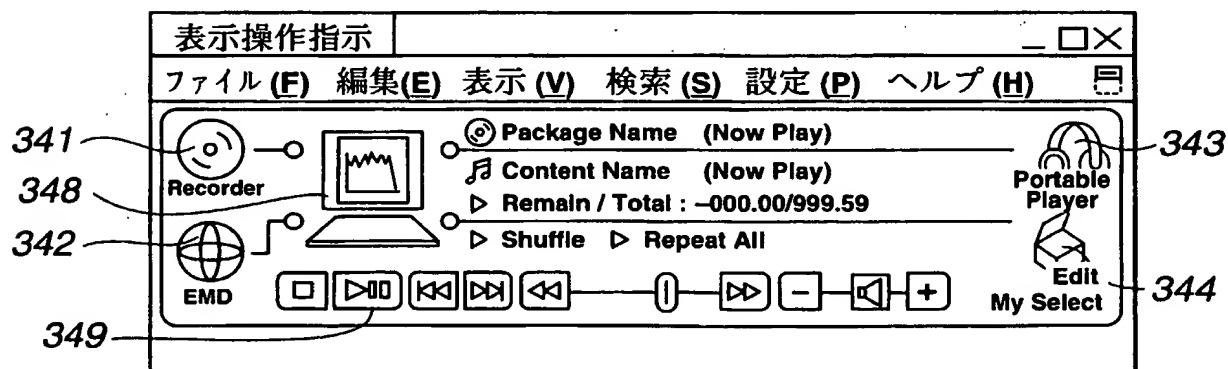 表示操作指示
ファイル (F) 編集(E) 表示 (V) 検索 (S) 設定 (P) ヘルプ (H)
341
Recorder
348
342
EMD
349
Package Name (Now Play)
Content Name (Now Play)
Remain / Total : –000.00/999.59
Shuffle Repeat All
343
Portable
Player
Edit
My Select
344